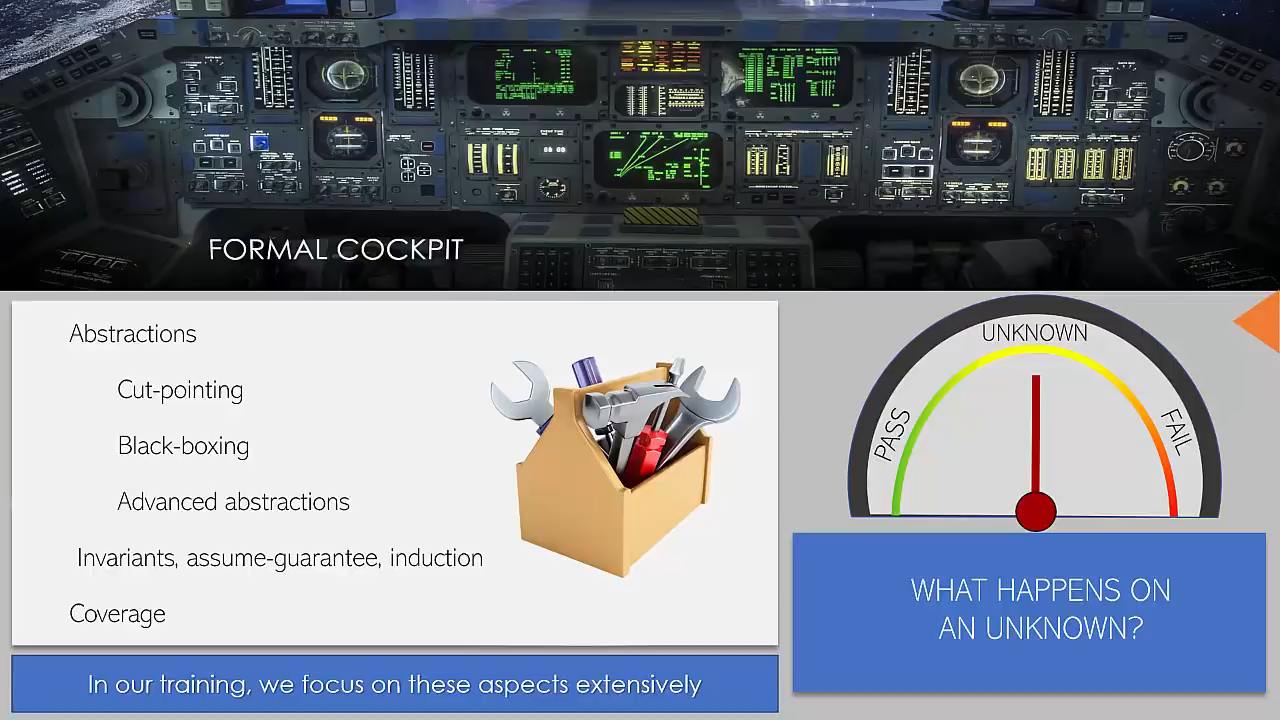 FORMAL COCKPIT
Abstractions
Cut-pointing
Black-boxing
Advanced abstractions
Invariants, assume-guarantee, induction
Coverage
In our training, we focus on these aspects extensively
PASS
UNKNOWN
FAIL
WHAT HAPPENS ON
AN UNKNOWN?